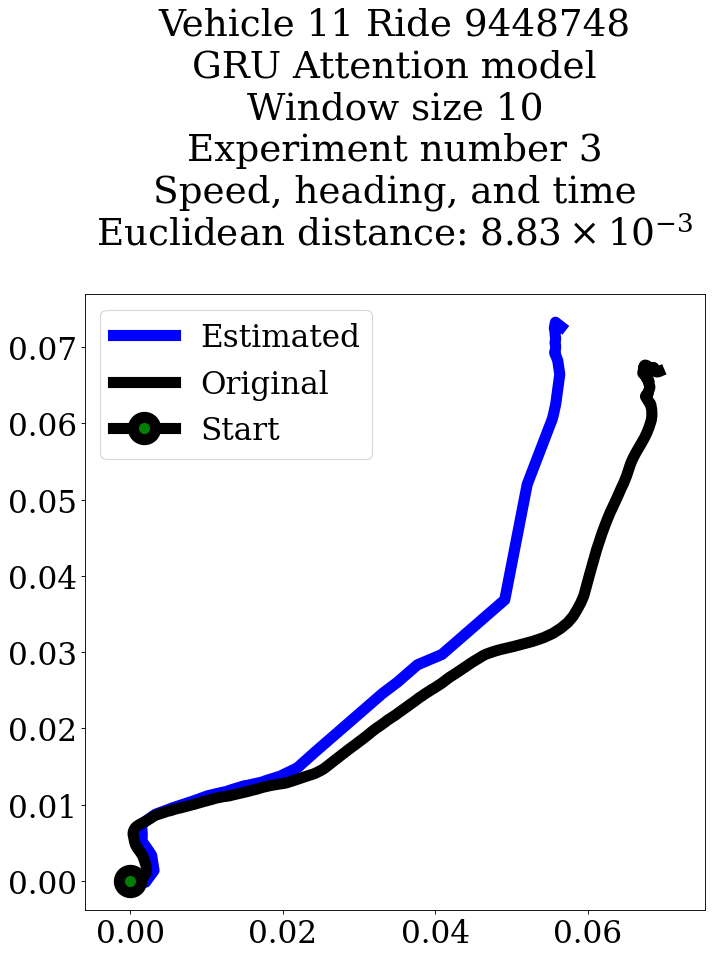 Vehicle 11 Ride 9448748
GRU Attention model
Window size 10
Experiment number 3
Speed, heading, and time
Euclidean distance: 8.83 × 10⁻³
Estimated
Original
Start
0.07
0.06
0.05
0.04
0.03
0.02
0.01
0.00
0.00 0.02 0.04 0.06